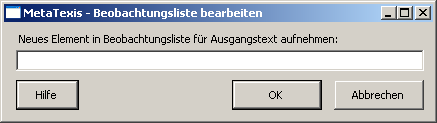 MetaTexis - Beobachtungsliste bearbeiten
Neues Element in Beobachtungsliste für Ausgangstext aufnehmen:
Hilfe OK Abbrechen